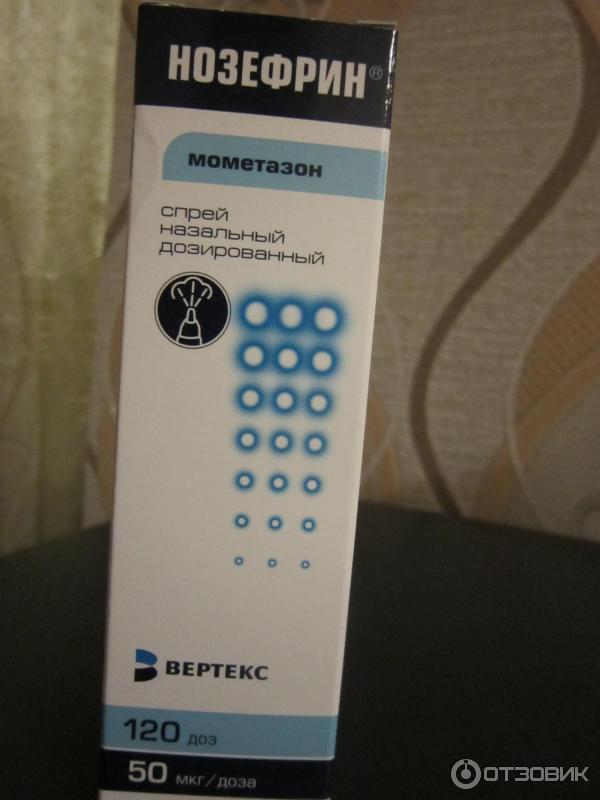 НОЗЕФРИН®
мометазон
спрей
назальный
дозированный
ВЕРТЕКС
120 доз
50 мкг/доза
ОТЗОВИК